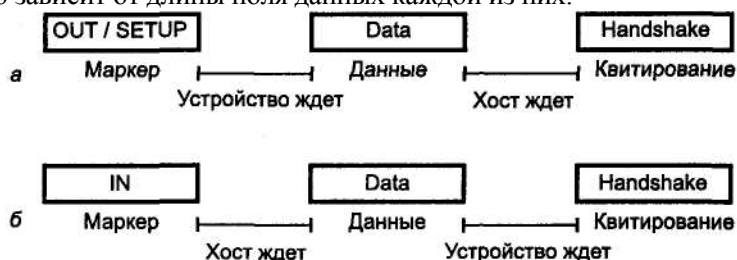 зависит от длины поля данных каждой из них.
OUT / SETUP Data Handshake
а Маркер Данные Квитирование
Устройство ждет Хост ждет
IN Data Handshake
б Маркер Данные Квитирование
Хост ждет Устройство ждет